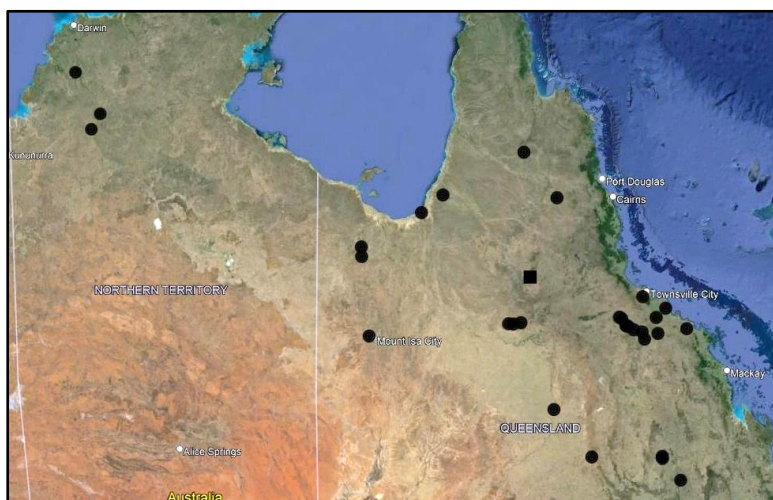 Darwin
Kununurra
Port Douglas
Cairns
NORTHERN TERRITORY
Townsville City
Mount Isa City
Mackay
QUEENSLAND
Alice Springs
Australia